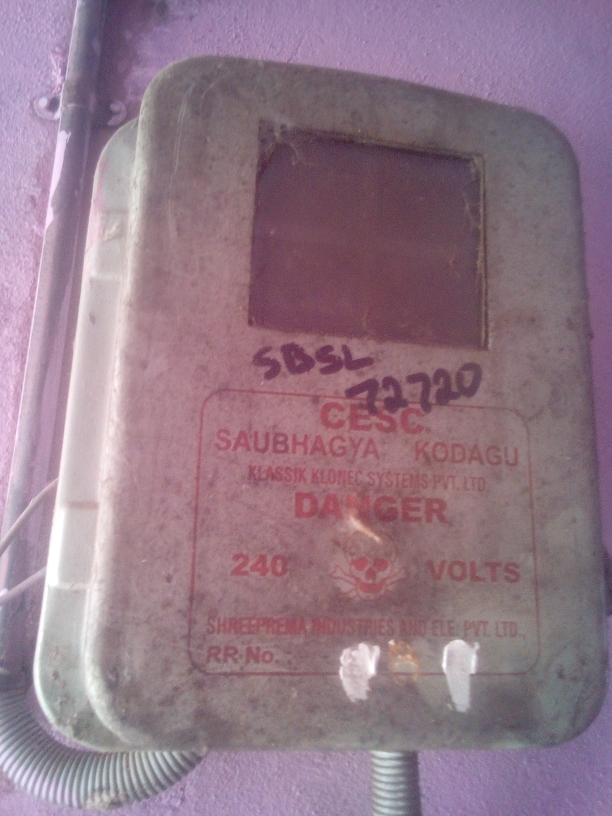 SBSL
72720
CESC
SAUBHAGYA KODAGU
KLASSIK KLONEC SYSTEMS PVT. LTD
DANGER
240 VOLTS
SHREEPREMA INDUSTRIES AND ELE. PVT. LTD.,
RR No.